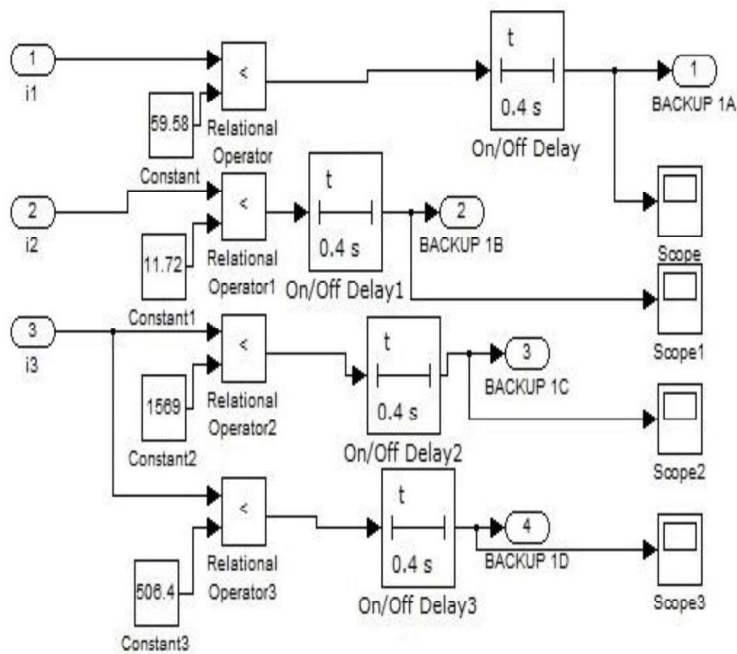 1
i1
59.58
Constant
<
Relational
Operator
t
0.4 s
On/Off Delay
1
BACKUP 1A
Scope
2
i2
11.72
Constant1
<
Relational
Operator1
t
0.4 s
On/Off Delay1
2
BACKUP 1B
Scope1
3
i3
1569
Constant2
<
Relational
Operator2
t
0.4 s
On/Off Delay2
3
BACKUP 1C
Scope2
506.4
Constant3
<
Relational
Operator3
t
0.4 s
On/Off Delay3
4
BACKUP 1D
Scope3